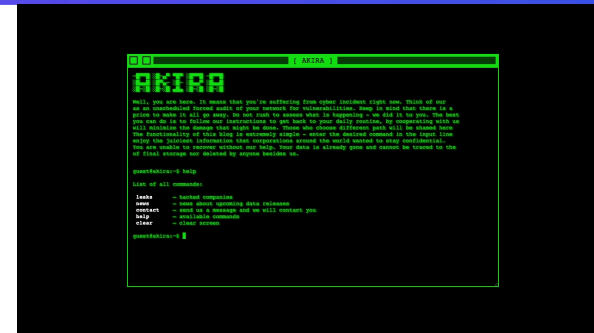 [ AKIRA ]
AKIRA
Well, you are here. It means that you're suffering from cyber incident right now. Think of our
as an unscheduled forced audit of your network for vulnerabilities. Keep in mind that there is a
price to make it all go away. Do not rush to assess what is happening - we did it to you. The best
you can do is to follow our instructions to get back to your daily routine, by cooperating with us
will minimize the damage that might be done. Those who choose different path will be shamed here
The functionality of this blog is extremely simple - enter the desired command in the input line
enjoy the juiciest information that corporations around the world wanted to stay confidential.
You are unable to recover without our help. Your data is already gone and cannot be traced to the
of final storage nor deleted by anyone besides us.
guest@akira:~$ help
List of all commands:
leaks - hacked companies
news - news about upcoming data releases
contact - send us a message and we will contact you
help - available commands
clear - clear screen
guest@akira:~$